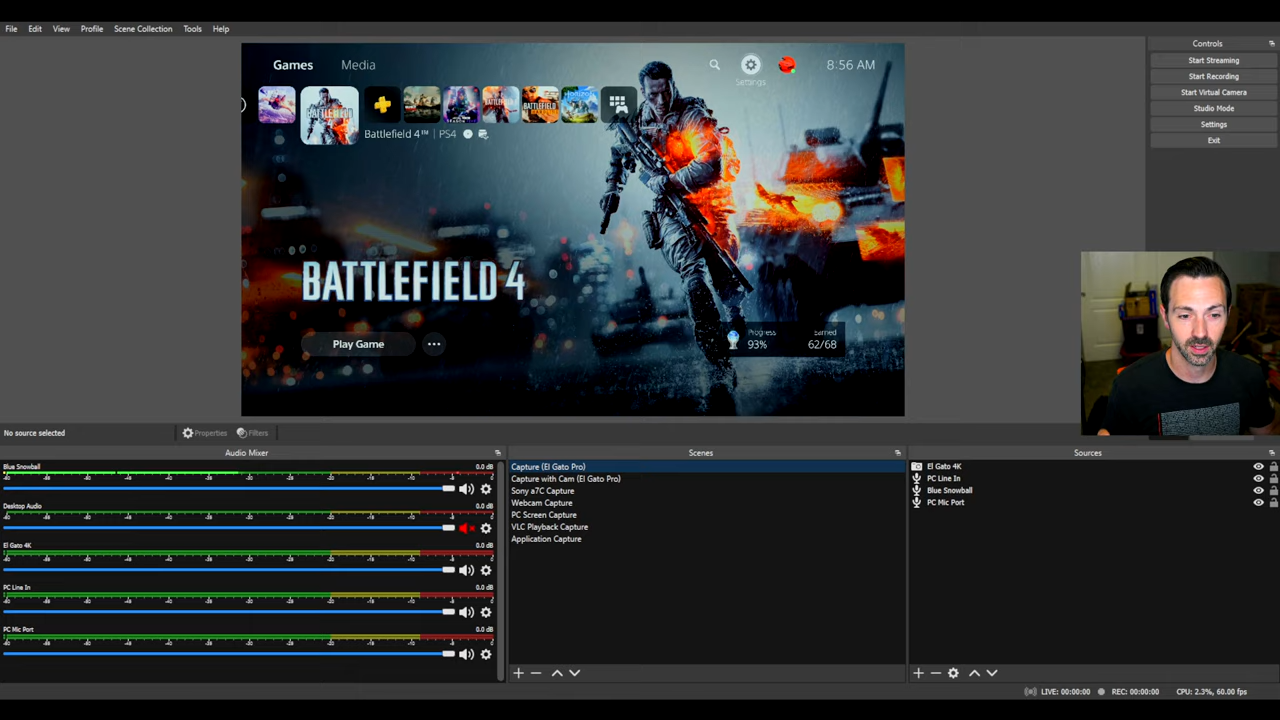 File Edit View Profile Scene Collection Tools Help
Controls
Games Media 8:56 AM
Settings
Start Streaming
Start Recording
Start Virtual Camera
Studio Mode
Settings
Exit
Battlefield 4™ | PS4
BATTLEFIELD 4
Progress Earned
93% 62/68
Play Game
No source selected Properties Filters
Audio Mixer Scenes Sources
Blue Snowball 0.0 dB
Desktop Audio 0.0 dB
El Gato 4K 0.0 dB
PC Line In 0.0 dB
PC Mic Port 0.0 dB
Capture (El Gato Pro)
Capture with Cam (El Gato Pro)
Sony a7C Capture
Webcam Capture
PC Screen Capture
VLC Playback Capture
Application Capture
El Gato 4K
PC Line In
Blue Snowball
PC Mic Port
LIVE: 00:00:00 REC: 00:00:00 CPU: 2.3%, 60.00 fps